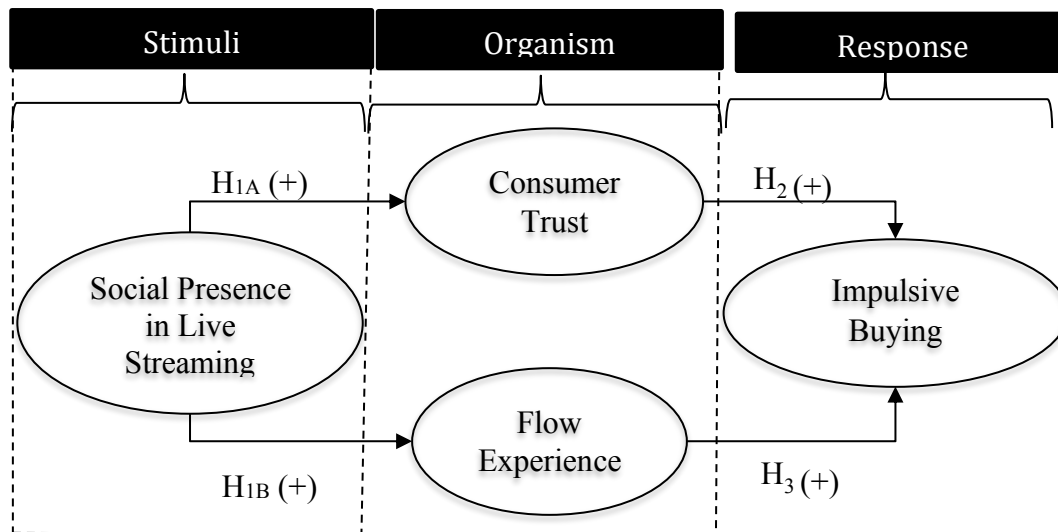 Stimuli
Organism
Response
H1A (+)
Consumer
Trust
H2 (+)
Social Presence
in Live
Streaming
Impulsive
Buying
Flow
Experience
H1B (+)
H3 (+)